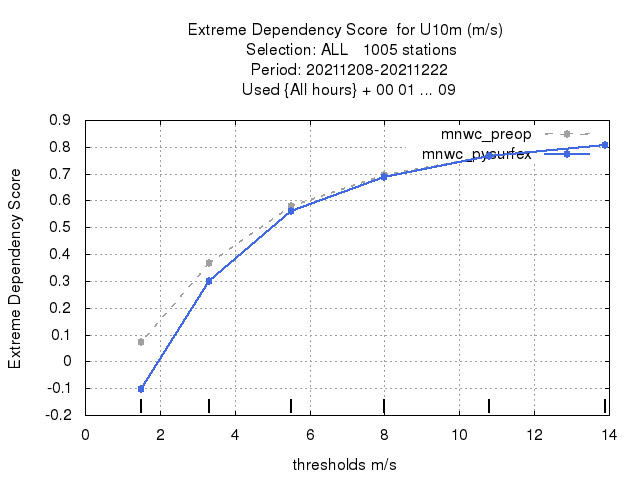 Extreme Dependency Score  for U10m (m/s)
Selection: ALL   1005 stations
Period: 20211208-20211222
Used {All hours} + 00 01 ... 09
mnwc_preop
mnwc_pysurfex
Extreme Dependency Score
0.9
0.8
0.7
0.6
0.5
0.4
0.3
0.2
0.1
0
-0.1
-0.2
0 2 4 6 8 10 12 14
thresholds m/s